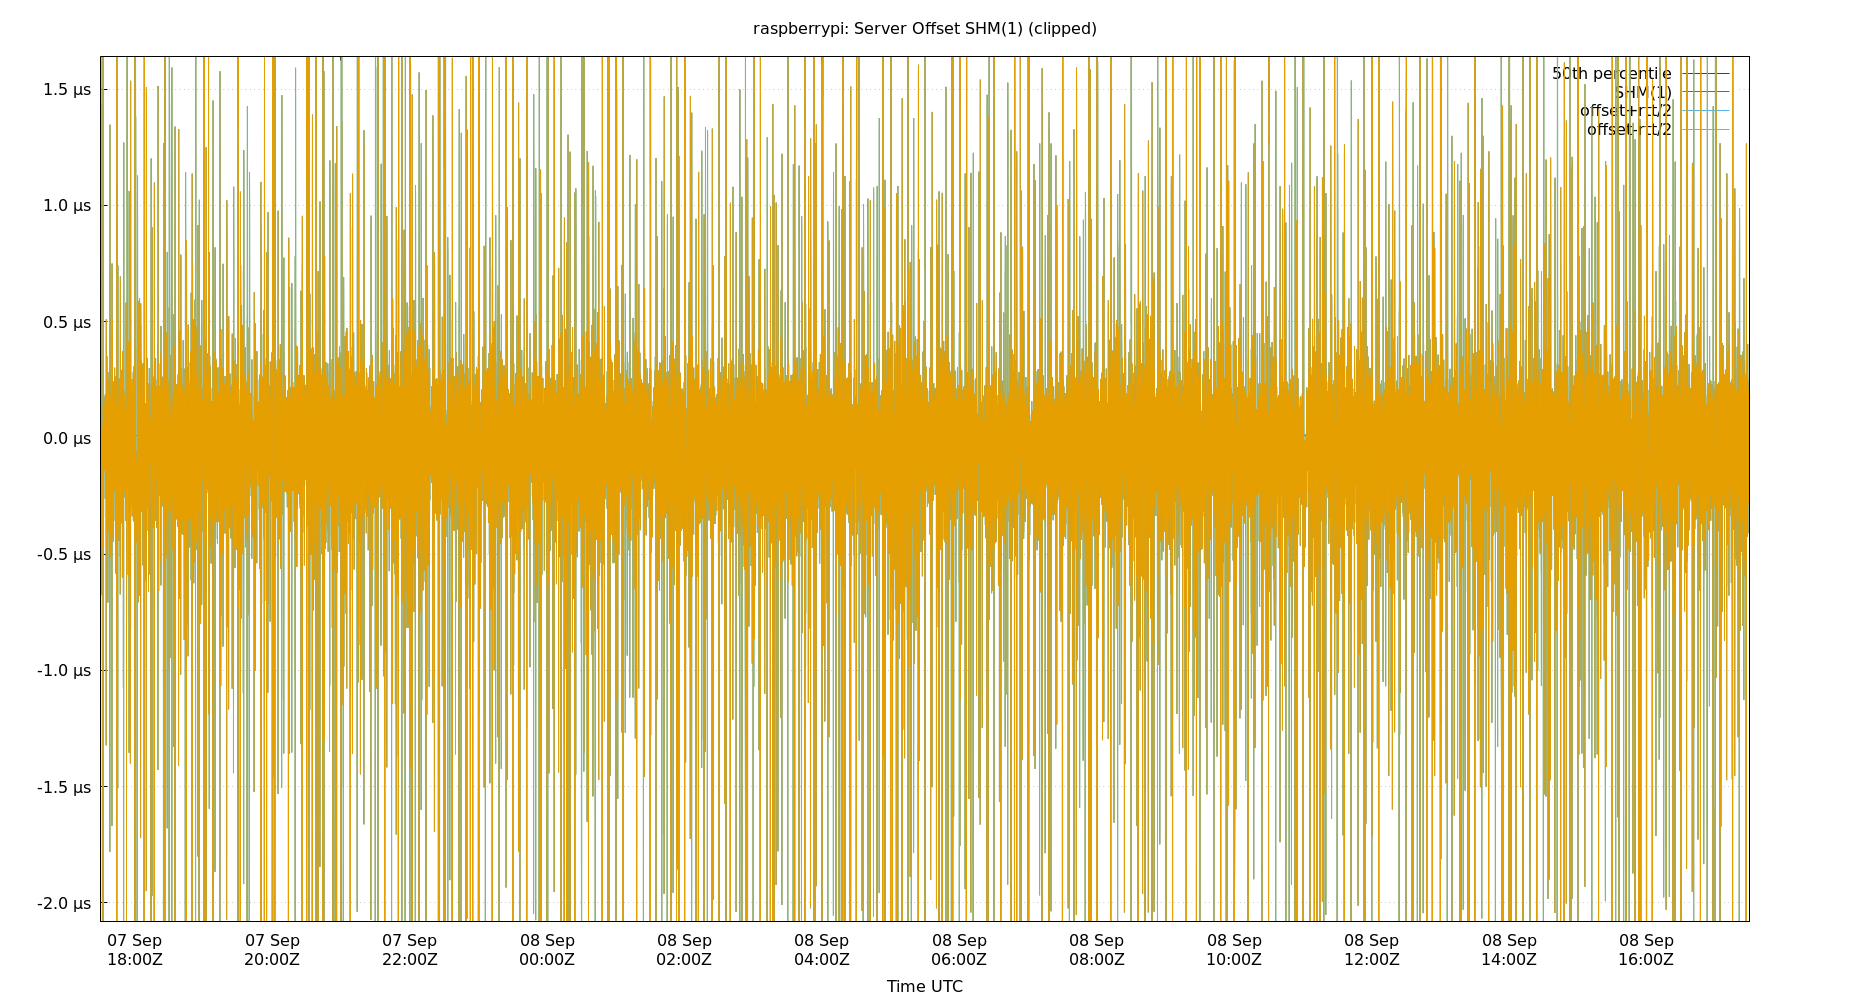 raspberrypi: Server Offset SHM(1) (clipped)
50th percentile
SHM(1)
offset+rtt/2
offset-rtt/2
1.5 µs
1.0 µs
0.5 µs
0.0 µs
-0.5 µs
-1.0 µs
-1.5 µs
-2.0 µs
07 Sep 07 Sep 07 Sep 08 Sep 08 Sep 08 Sep 08 Sep 08 Sep 08 Sep 08 Sep 08 Sep 08 Sep
18:00Z 20:00Z 22:00Z 00:00Z 02:00Z 04:00Z 06:00Z 08:00Z 10:00Z 12:00Z 14:00Z 16:00Z
Time UTC